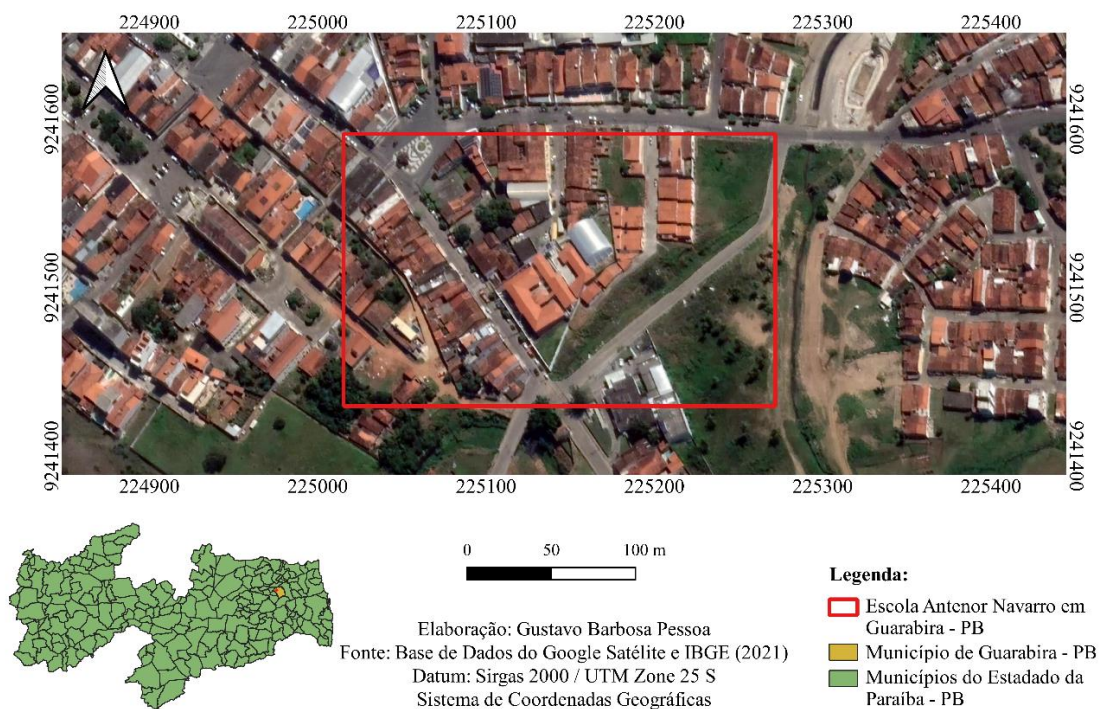 224900 225000 225100 225200 225300 225400
9241600 9241600
9241500 9241500
9241400 9241400
224900 225000 225100 225200 225300 225400
0 50 100 m
Elaboração: Gustavo Barbosa Pessoa
Fonte: Base de Dados do Google Satélite e IBGE (2021)
Datum: Sirgas 2000 / UTM Zone 25 S
Sistema de Coordenadas Geográficas
Legenda:
Escola Antenor Navarro em
Guarabira - PB
Município de Guarabira - PB
Municípios do Estadado da
Paraíba - PB